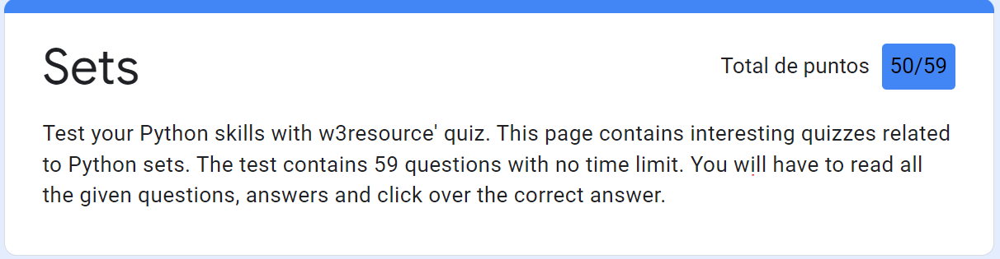 Sets
Total de puntos 50/59
Test your Python skills with w3resource' quiz. This page contains interesting quizzes related
to Python sets. The test contains 59 questions with no time limit. You will have to read all
the given questions, answers and click over the correct answer.